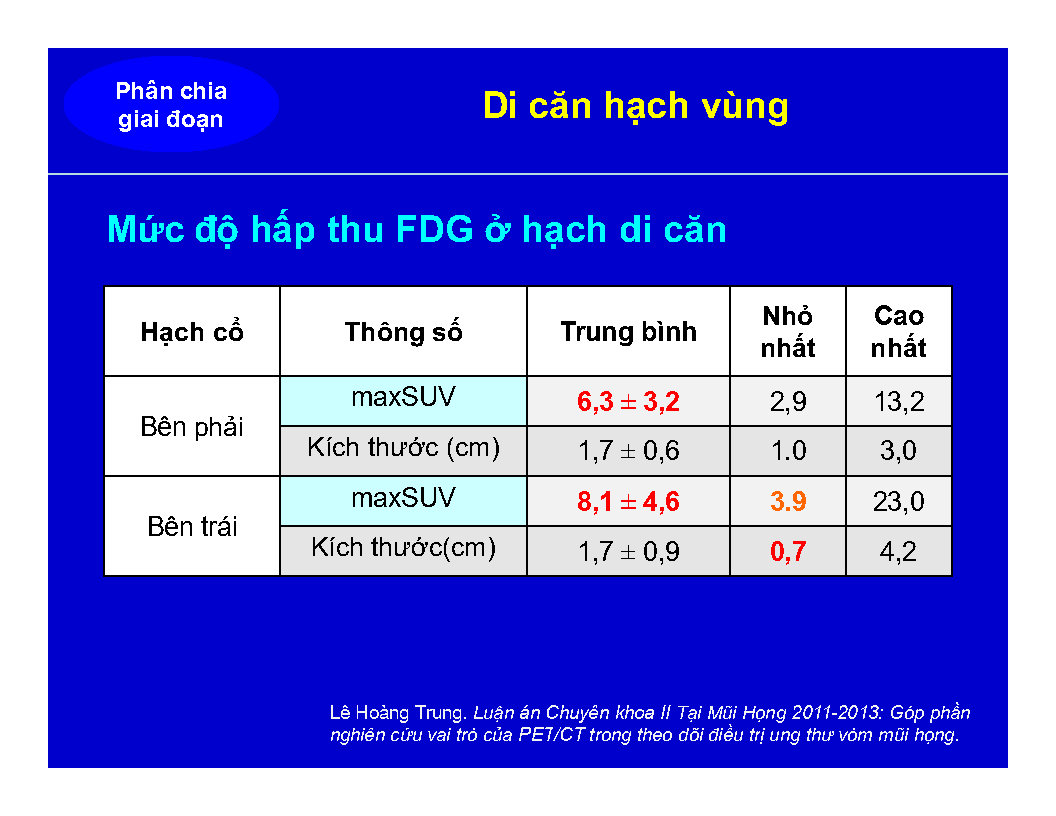 Phân chia
giai đoạn
Di căn hạch vùng
Mức độ hấp thu FDG ở hạch di căn
Hạch cổ Thông số Trung bình Nhỏ nhất Cao nhất
Bên phải maxSUV 6,3 ± 3,2 2,9 13,2
Kích thước (cm) 1,7 ± 0,6 1.0 3,0
Bên trái maxSUV 8,1 ± 4,6 3.9 23,0
Kích thước(cm) 1,7 ± 0,9 0,7 4,2
Lê Hoàng Trung. Luận án Chuyên khoa II Tại Mũi Họng 2011-2013: Góp phần
nghiên cứu vai trò của PET/CT trong theo dõi điều trị ung thư vòm mũi họng.